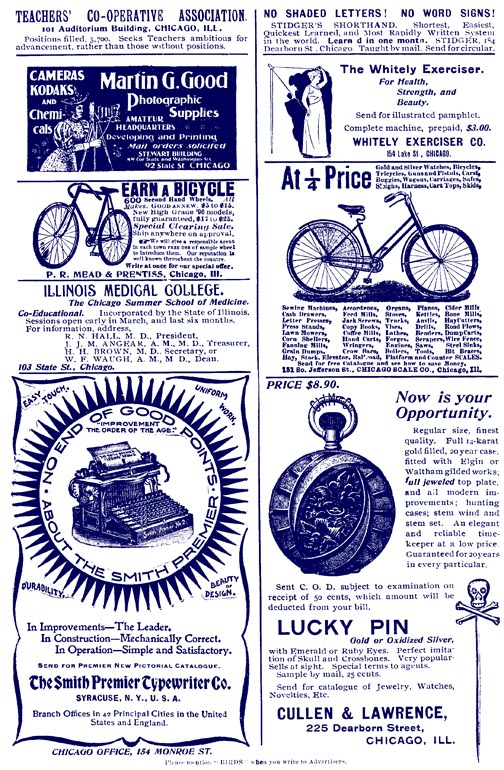 TEACHERS' CO-OPERATIVE ASSOCIATION.
101 Auditorium Building, CHICAGO, ILL.
Positions filled, 3,700. Seeks Teachers ambitious for
advancement, rather than those without positions.
CAMERAS
KODAKS
AND
Chemi-
cals
Martin G. Good
Photographic
Supplies
AMATEUR
HEADQUARTERS
Developing and Printing
Mail orders solicited
STEWART BUILDING
NW Cor State and Washington Sts
92 State St CHICAGO
EARN A BICYCLE
600 Second Hand Wheels. All
Makes. GOOD AS NEW. $5 to $15.
New High Grade '96 models,
fully guaranteed, $17 to $25.
Special Clearing Sale.
Ship anywhere on approval.
We will give a responsible agent
in each town FREE USE of sample wheel
to introduce them. Our reputation is
well known throughout the country.
Write at once for our special offer.
P. R. MEAD & PRENTISS, Chicago, Ill.
ILLINOIS MEDICAL COLLEGE.
The Chicago Summer School of Medicine.
Co-Educational. Incorporated by the State of Illinois.
Sessions open early in March, and last six months.
For information, address,
R. N. HALL, M. D., President.
J. J. M. ANGEAR, A. M., M. D., Treasurer,
H. H. BROWN, M. D., Secretary, or
W. F. WAUGH, A. M., M D., Dean.
103 State St., Chicago.
EASY TOUCH,
UNIFORM WORK,
NO END OF GOOD POINTS
"IMPROVEMENT
THE ORDER OF THE AGE."
ABOUT THE SMITH PREMIER
DURABILITY,
BEAUTY OF DESIGN.
In Improvements—The Leader,
In Construction—Mechanically Correct.
In Operation—Simple and Satisfactory.
SEND FOR PREMIER NEW PICTORIAL CATALOGUE.
The Smith Premier Typewriter Co.
SYRACUSE, N. Y., U. S. A.
Branch Offices in 42 Principal Cities in the United
States and England.
CHICAGO OFFICE, 154 MONROE ST.
NO SHADED LETTERS! NO WORD SIGNS!
STIDGER'S SHORTHAND. Shortest, Easiest,
Quickest Learned, and Most Rapidly Written System
in the world. Learn d in one month. STIDGER, 184
Dearborn St, Chicago Taught by mail. Send for circular.
The Whitely Exerciser.
For Health,
Strength, and
Beauty.
Send for illustrated pamphlet.
Complete machine, prepaid, $3.00.
WHITELY EXERCISER CO.
154 Lake St., CHICAGO.
At ¼ Price
Gold and Silver Watches, Bicycles,
Tricycles, Guns and Pistols, Carts,
Buggies, Wagons, Carriages, Safes,
Sleighs, Harness, Cart Tops, Skids,
Sewing Machines, Accordeons, Organs, Pianos, Cider Mills,
Cash Drawers, Feed Mills, Stoves, Kettles, Bone Mills,
Letter Presses, Jack Screws, Trucks, Anvils, Hay Cutters,
Press Stands, Copy Books, Vises, Drills, Road Plows,
Lawn Mowers, Coffee Mills, Lathes, Renders, Dump Carts,
Corn Shellers, Hand Carts, Forges, Scrapers, Wire Fence,
Fanning Mills, Wringers, Engines, Saws, Steel Sinks,
Grain Dumps, Crow Bars, Boilers, Tools, Bit Braces,
Hay, Stock, Elevator, Railroad, Platform and Counter SCALES.
Send for free Catalogue and see how to save Money.
151 So. Jefferson St., CHICAGO SCALE CO., Chicago, Ill.
PRICE $8.90.
CLIMAX
Now is your
Opportunity.
Regular size, finest
quality. Full 14-karat
gold filled, 20 year case,
fitted with Elgin or
Waltham gilded works;
full jeweled top plate,
and all modern im-
provements; hunting
cases; stem wind and
stem set. An elegant
and reliable time-
keeper at a low price.
Guaranteed for 20 years
in every particular.
Sent C. O. D. subject to examination on
receipt of 50 cents, which amount will be
deducted from your bill.
LUCKY PIN
Gold or Oxidized Silver,
with Emerald or Ruby Eyes. Perfect imita-
tion of Skull and Crossbones. Very popular-
Sells at sight. Special terms to agents.
Sample by mail, 25 cents.
Send for catalogue of Jewelry, Watches,
Novelties, Etc.
CULLEN & LAWRENCE,
225 Dearborn Street,
CHICAGO, ILL.
Please mention "BIRDS" when you write to Advertisers.